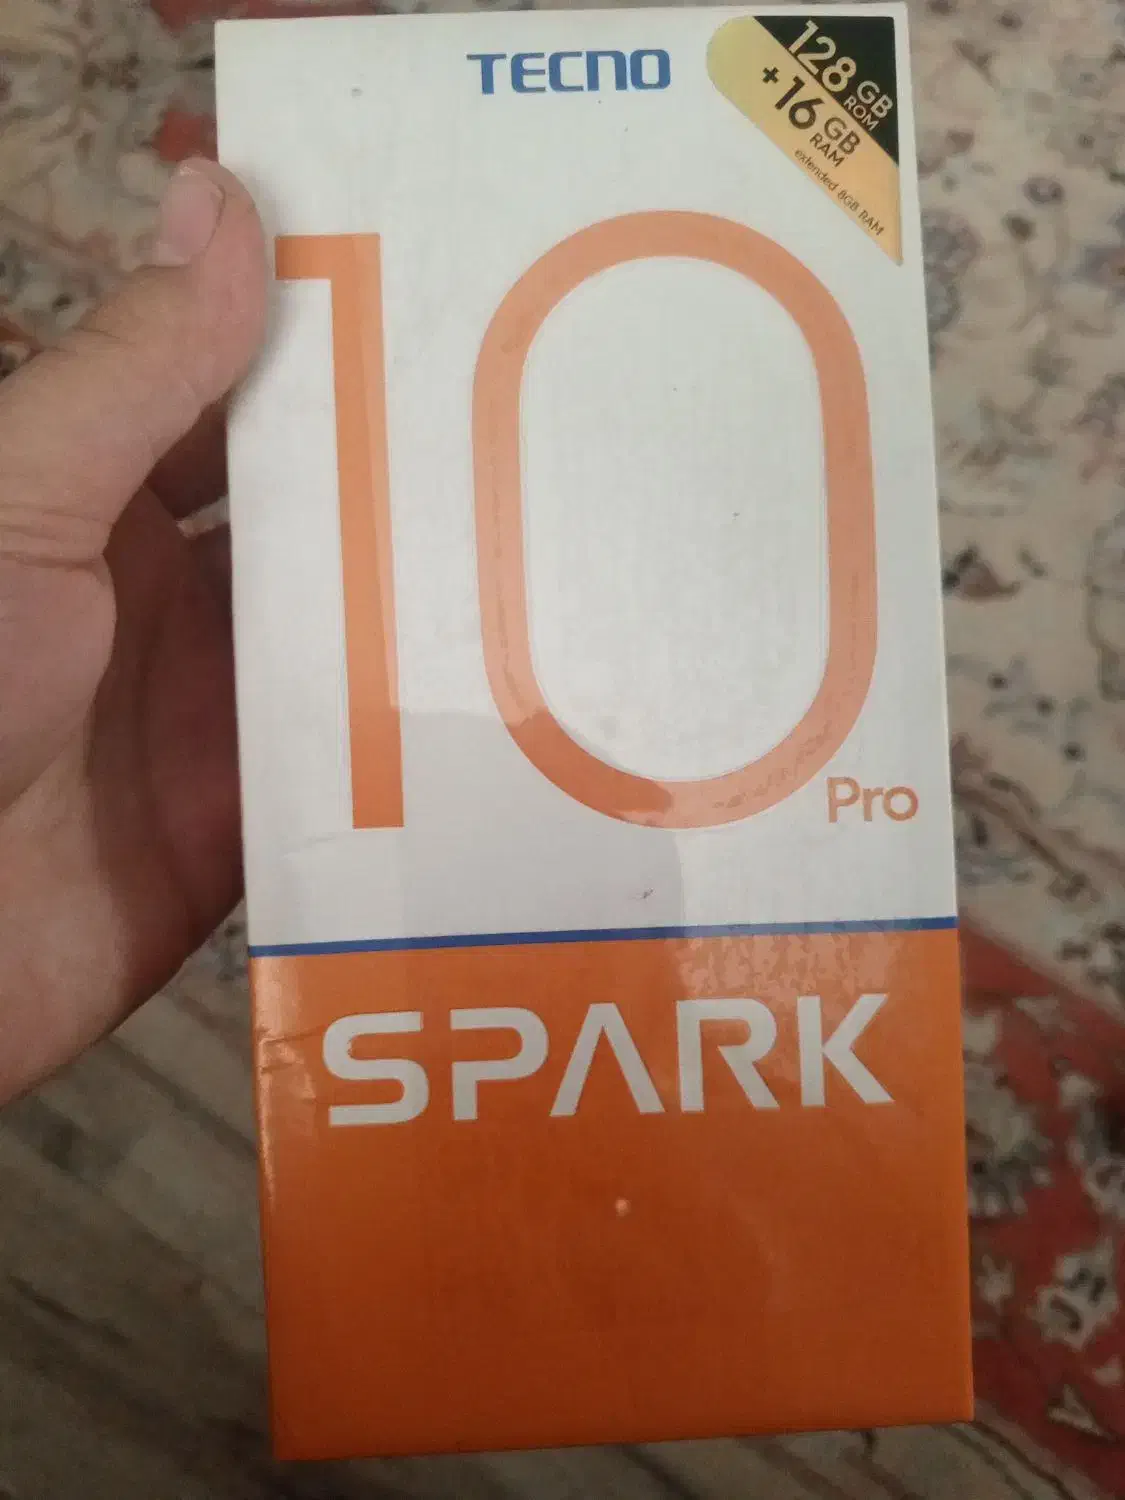 TECNO
128 GB
ROM
+16 GB
RAM
extended 8GB RAM
10
Pro
SPARK